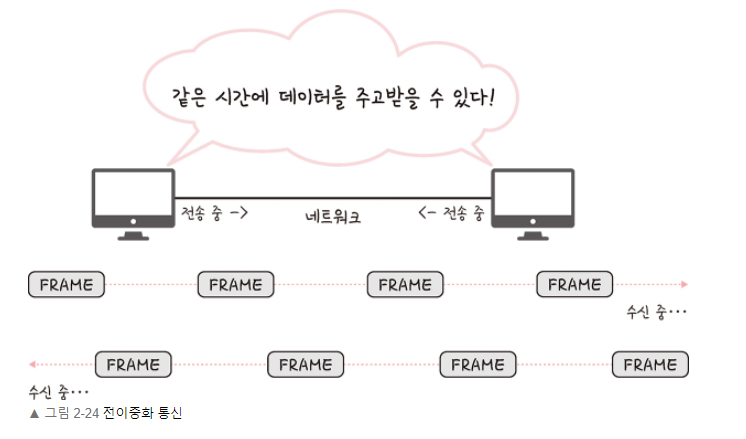 같은 시간에 데이터를 주고받을 수 있다!
전송 중 -> 네트워크 <- 전송 중
FRAME FRAME FRAME FRAME
수신 중···
FRAME FRAME FRAME FRAME
수신 중···
▲ 그림 2-24 전이중화 통신